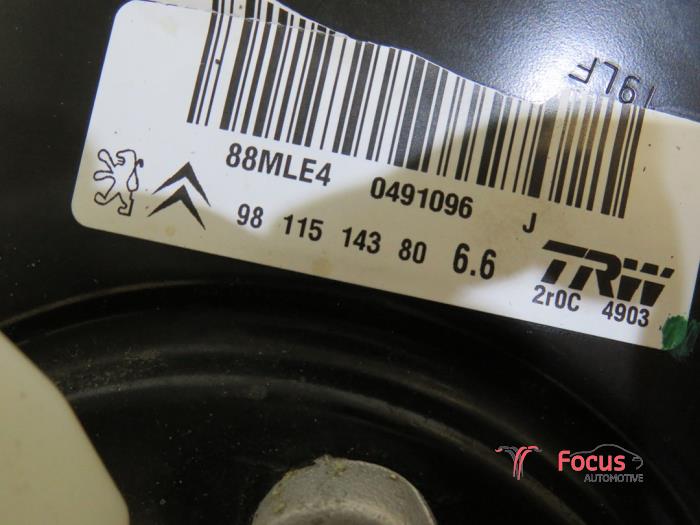 19LF
88MLE4 0491096 J
98 115 143 80 6.6 TRW
2r0C 4903
Focus
AUTOMOTIVE